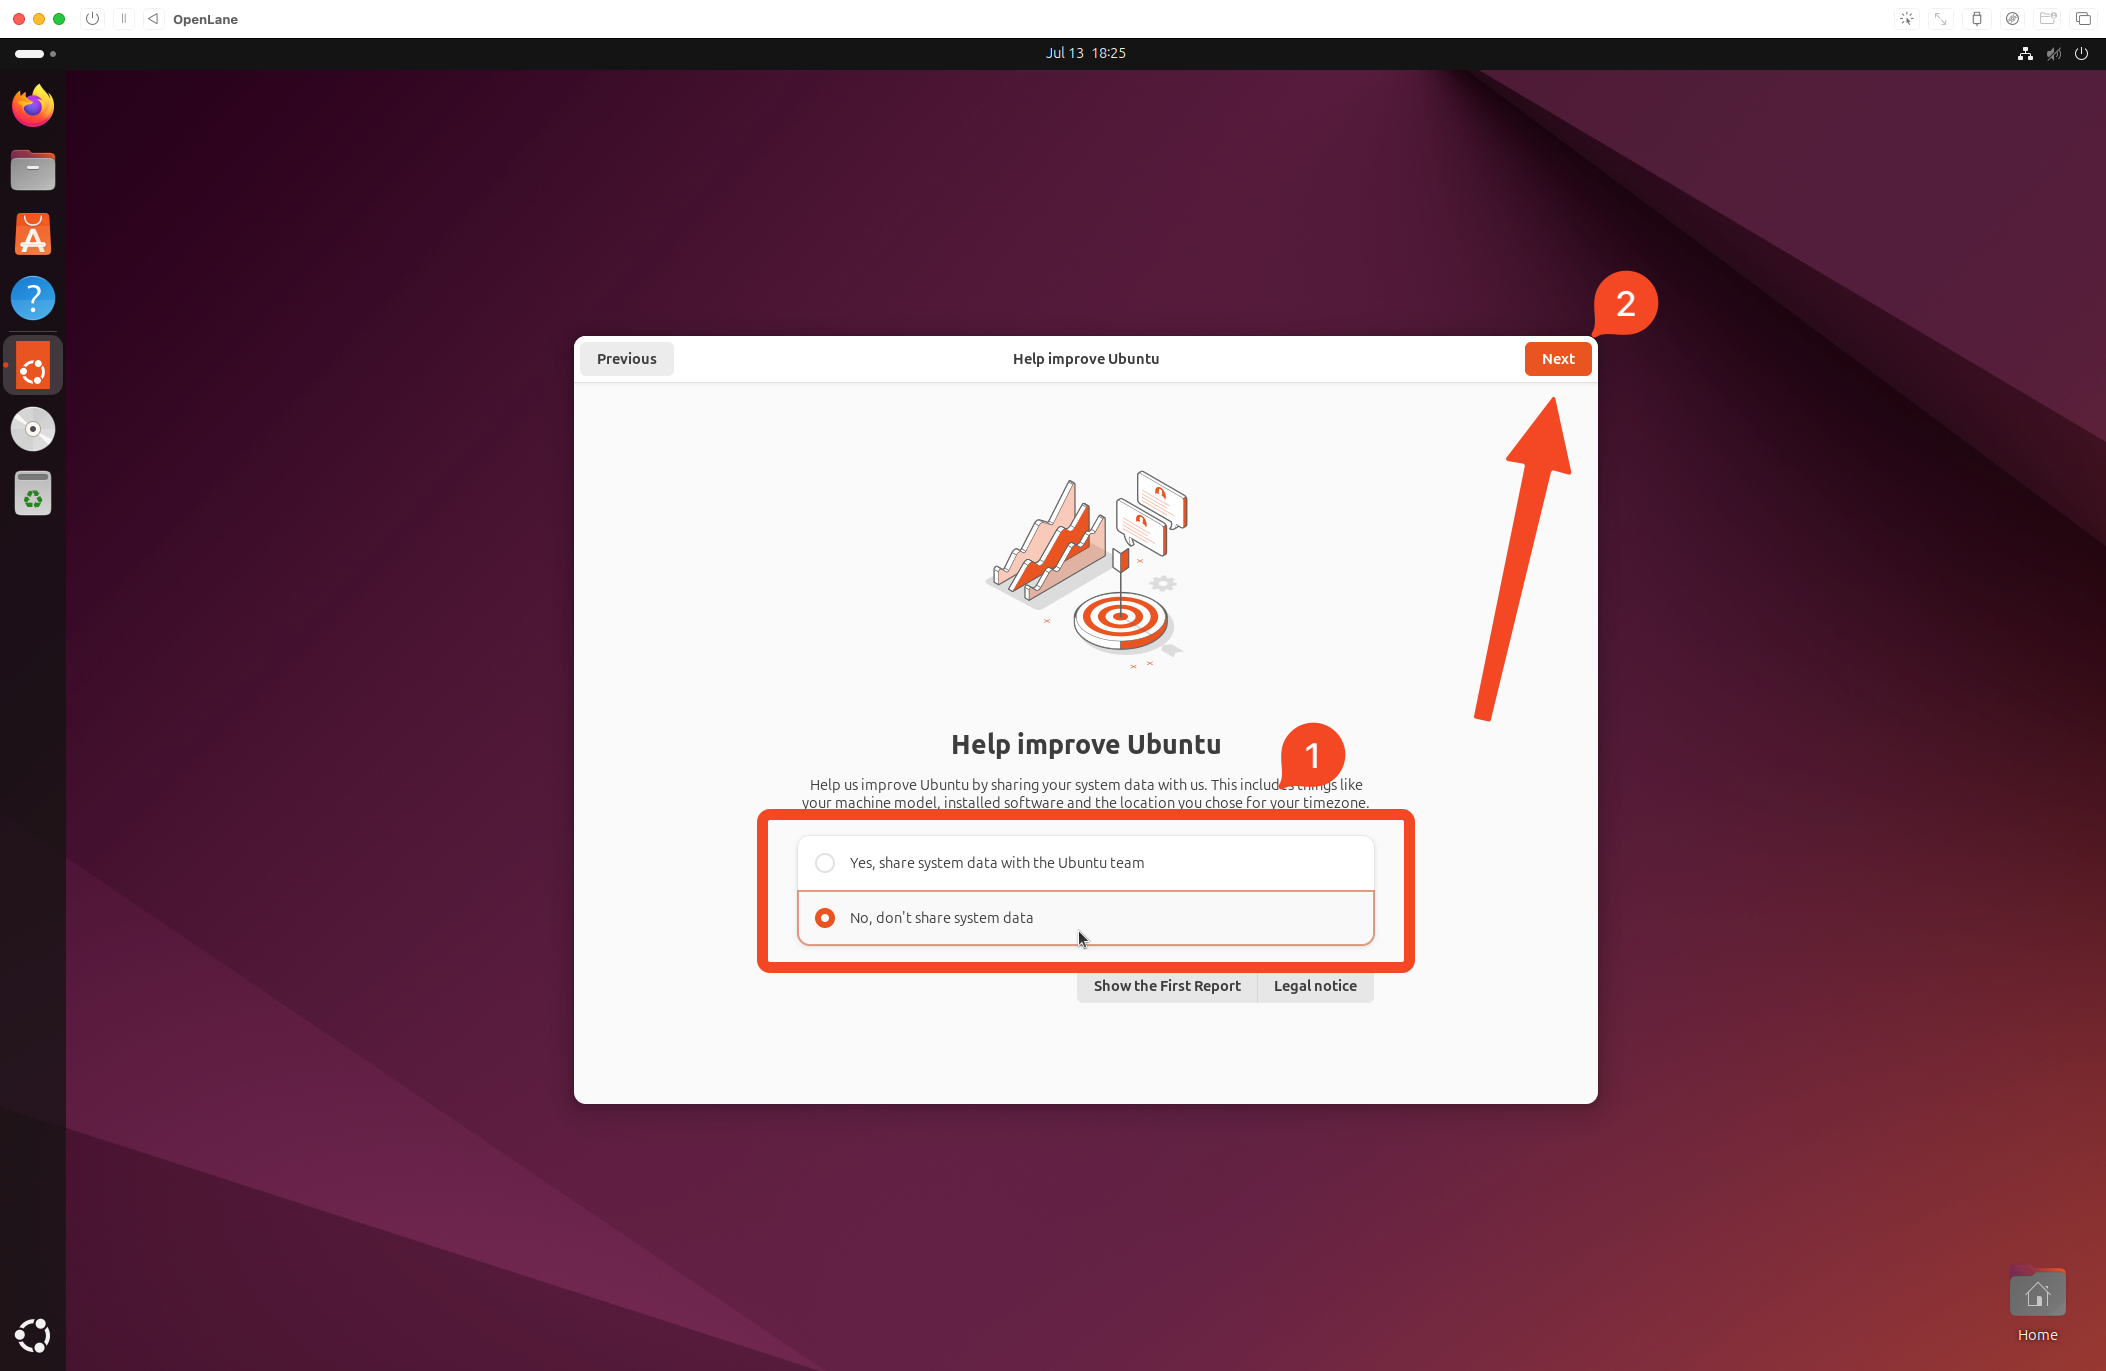 OpenLane
Jul 13 18:25
2
Previous
Help improve Ubuntu
Next
Help improve Ubuntu
1
Help us improve Ubuntu by sharing your system data with us. This includes things like
your machine model, installed software and the location you chose for your timezone.
Yes, share system data with the Ubuntu team
No, don't share system data
Show the First Report
Legal notice
Home